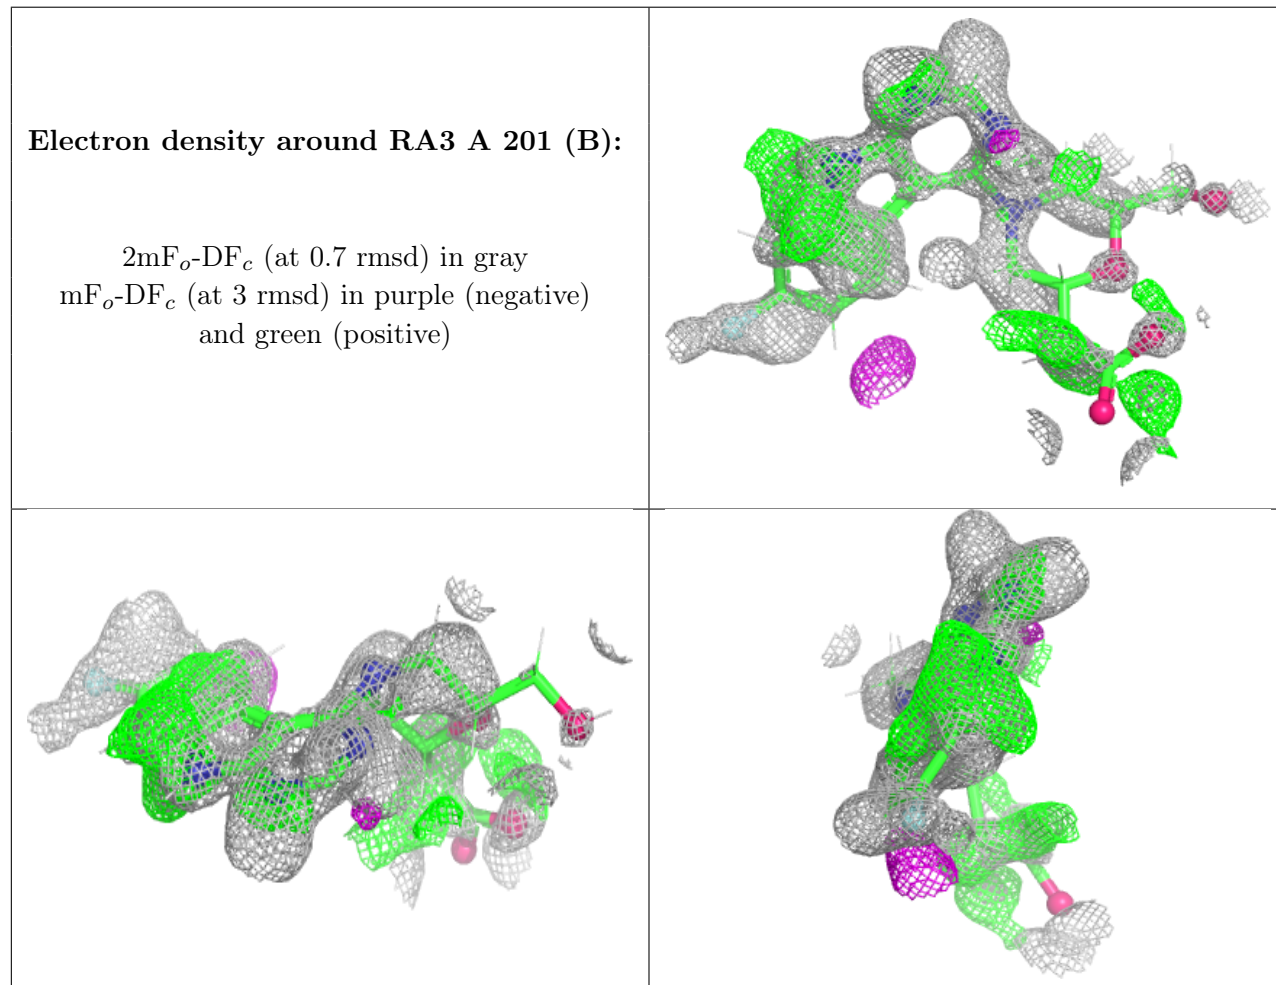 Electron density around RA3 A 201 (B):
2mFo-DFc (at 0.7 rmsd) in gray
mFo-DFc (at 3 rmsd) in purple (negative)
and green (positive)